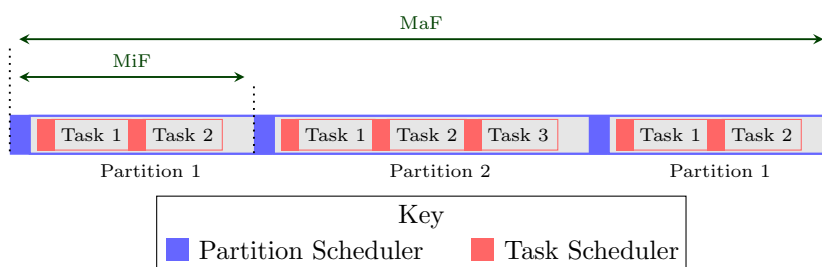 MaF
MiF
Task 1 Task 2 Task 1 Task 2 Task 3 Task 1 Task 2
Partition 1 Partition 2 Partition 1
Key
Partition Scheduler Task Scheduler